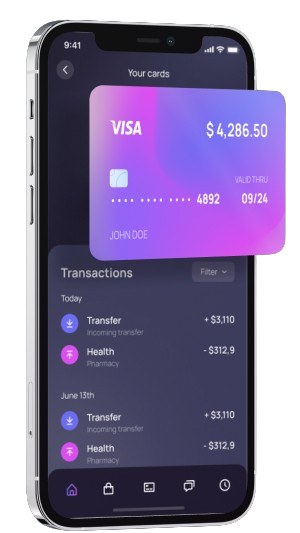 9:41
Your cards
VISA
$4,286.50
VALID THRU
•••• •••• •••• 4892
09/24
JOHN DOE
Transactions
Filter
Today
Transfer
+ $3,110
Incoming transfer
Health
- $312,9
Pharmacy
June 13th
Transfer
+ $3,110
Incoming transfer
Health
- $312,9
Pharmacy